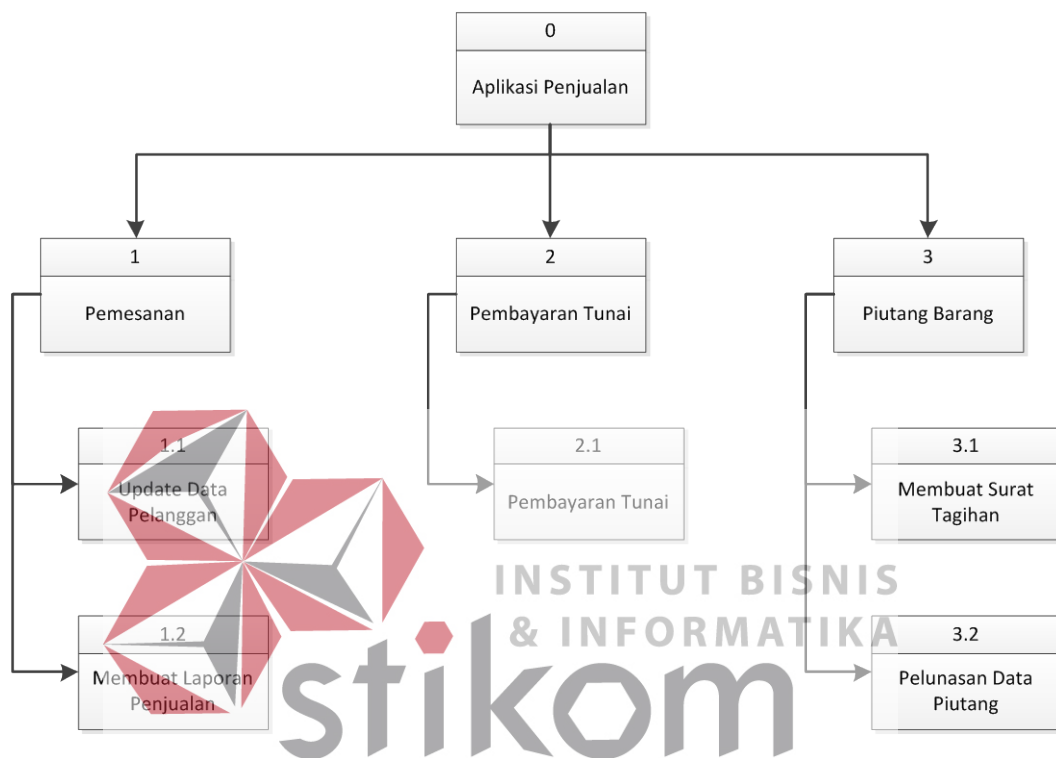 0
Aplikasi Penjualan
1
Pemesanan
2
Pembayaran Tunai
3
Piutang Barang
1.1
Update Data
Pelanggan
2.1
Pembayaran Tunai
3.1
Membuat Surat
Tagihan
1.2
Membuat Laporan
Penjualan
3.2
Pelunasan Data
Piutang
INSTITUT BISNIS
& INFORMATIKA
stikom